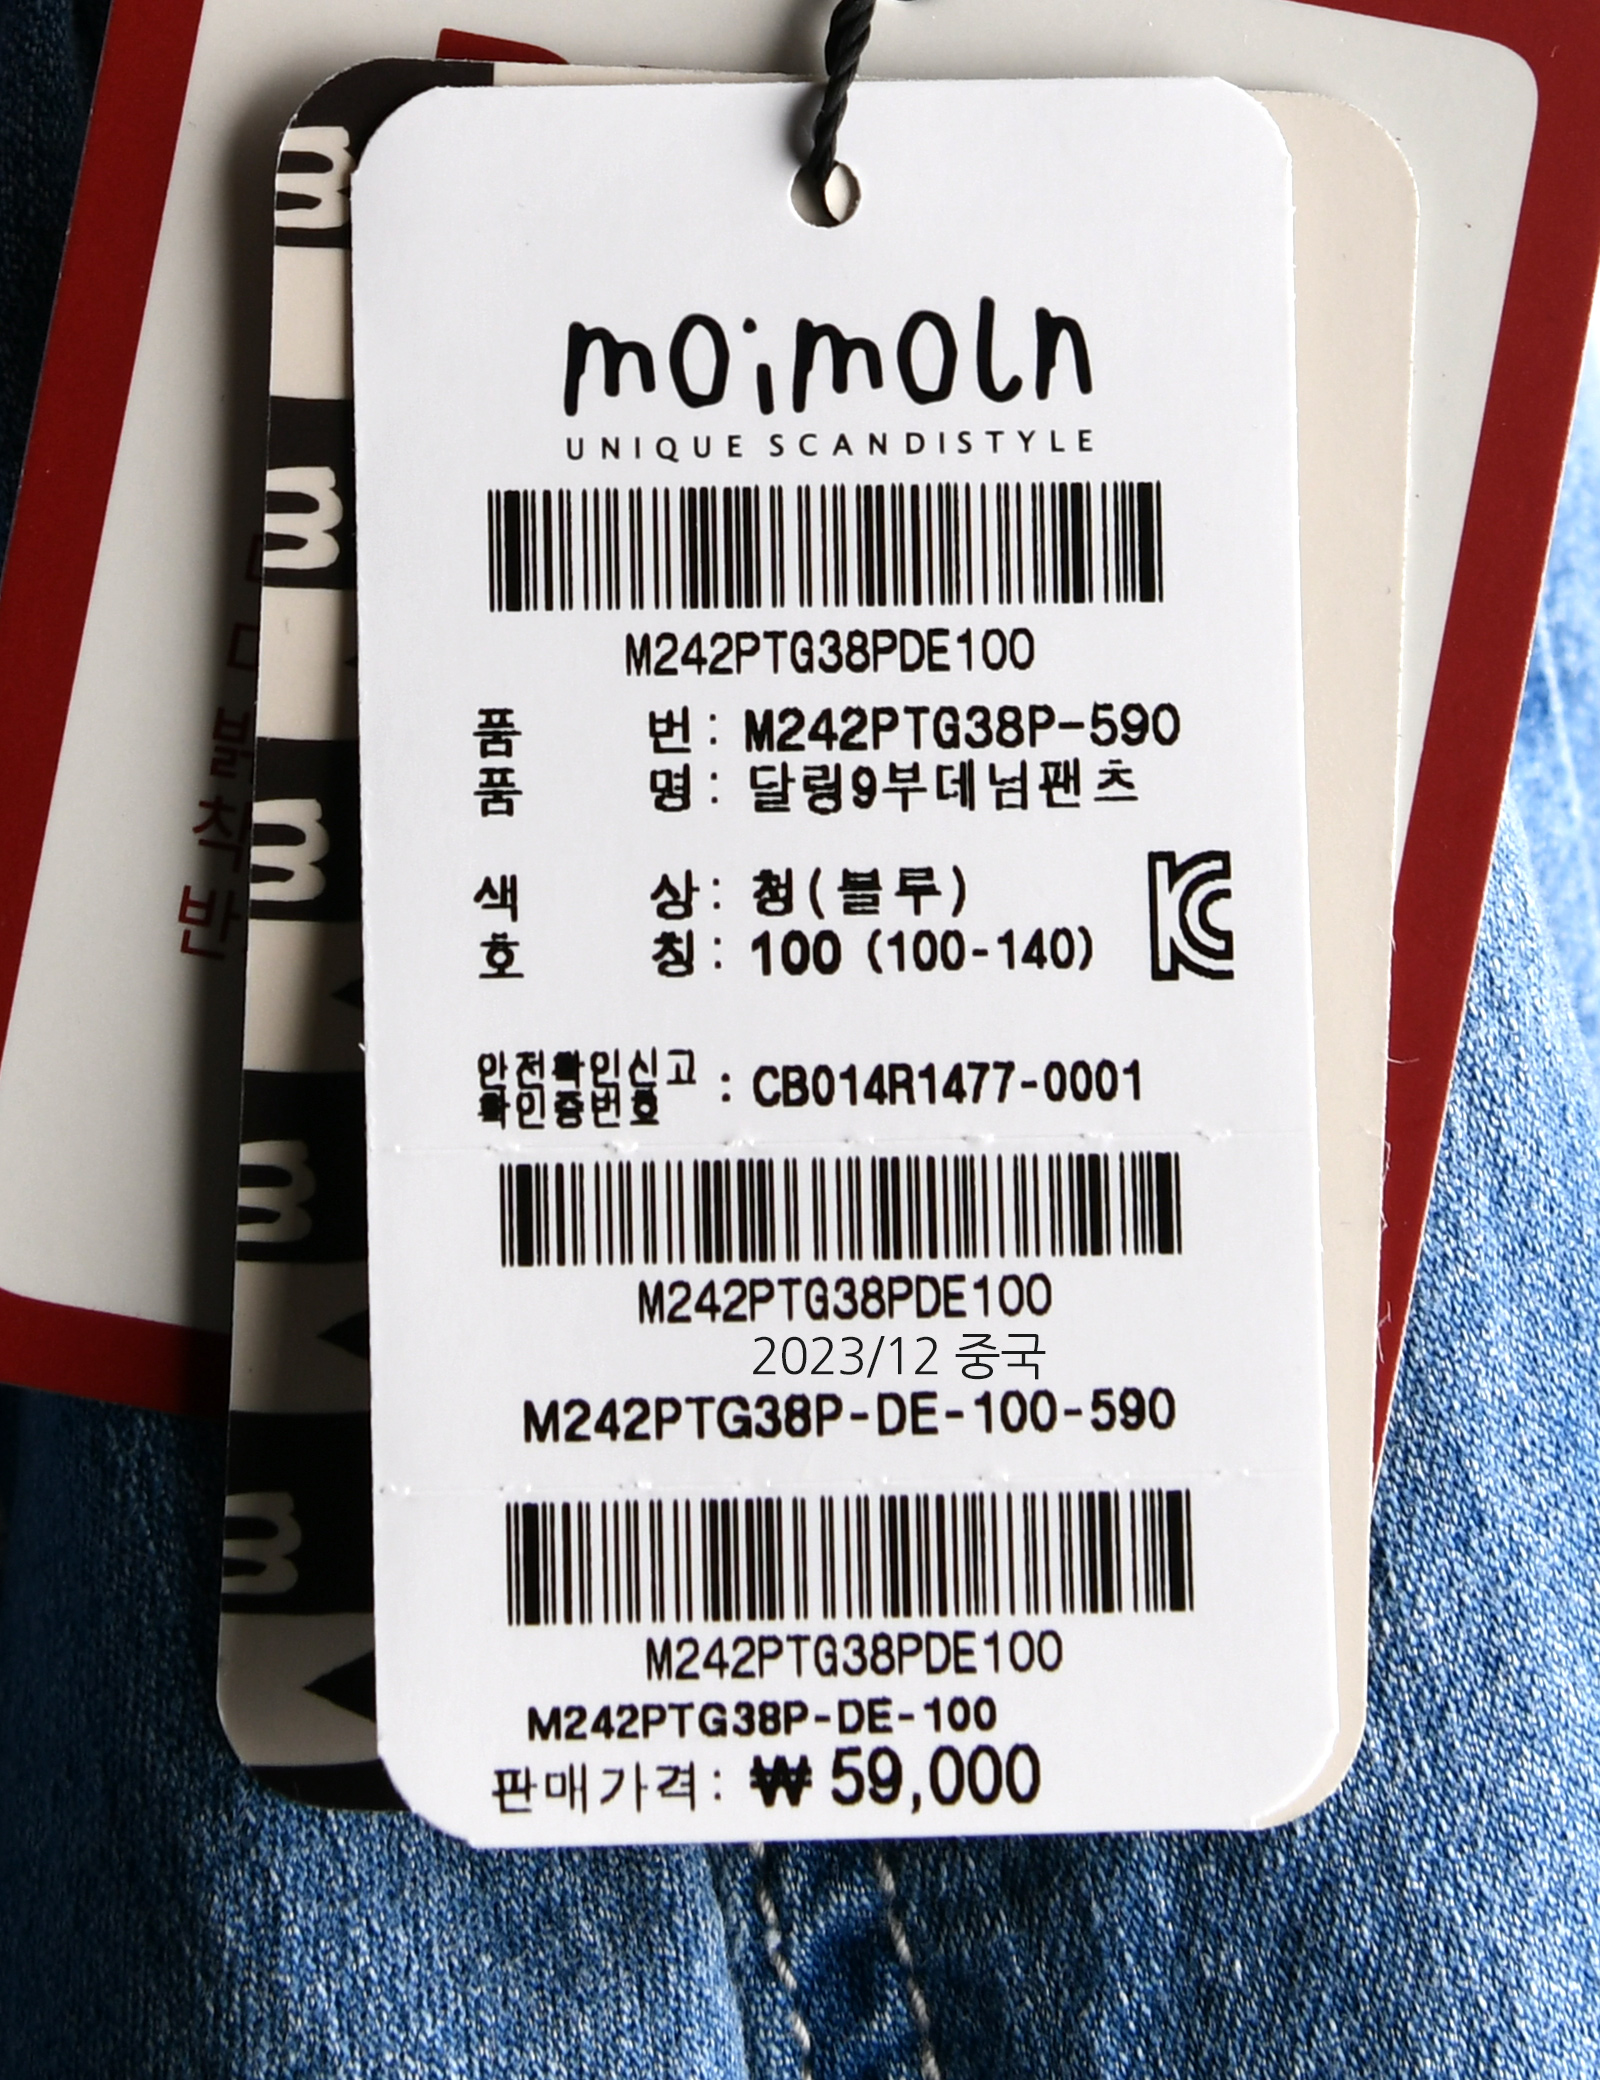 moimoln
UNIQUE SCANDISTYLE
M242PTG38PDE100
품 번 : M242PTG38P-590
품 명 : 달링9부데님팬츠
색 상 : 청(블루)
호 칭 : 100 (100-140)
KC
안전확인신고
확인증번호 : CB014R1477-0001
M242PTG38PDE100
2023/12 중국
M242PTG38P-DE-100-590
M242PTG38PDE100
M242PTG38P-DE-100
판매가격: ₩ 59,000